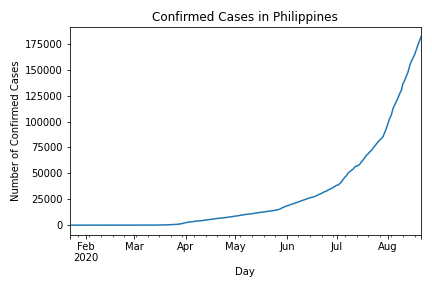 Confirmed Cases in Philippines
Number of Confirmed Cases
175000
150000
125000
100000
75000
50000
25000
0
Feb Mar Apr May Jun Jul Aug
2020
Day